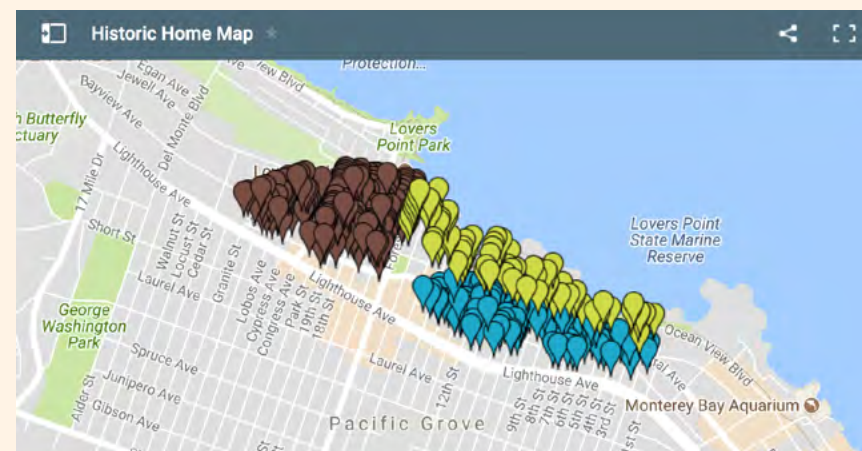 Historic Home Map
Protection...
Egan Ave
Jewell Ave
Bayview Ave
Ave
View Blvd
Del Monte Blvd
h Butterfly
ctuary
Lovers
Point Park
Lighthouse Ave
17 Mile Dr
Lovers Point
State Marine
Reserve
Short St
Walnut St
Locust St
Cedar St
Granite St
Laurel Ave
Lobos Ave
Cypress Ave
Congress Ave
Park St
19th St
18th St
Lighthouse Ave
George
Washington
Park
Ocean View Blvd
Spruce Ave
Laurel Ave
12th St
Lighthouse Ave
Junipero Ave
Alder St
Gibson Ave
9th St
8th St
7th St
6th St
5th St
4th St
3rd St
1st St
Monterey Bay Aquarium
Pacific Grove